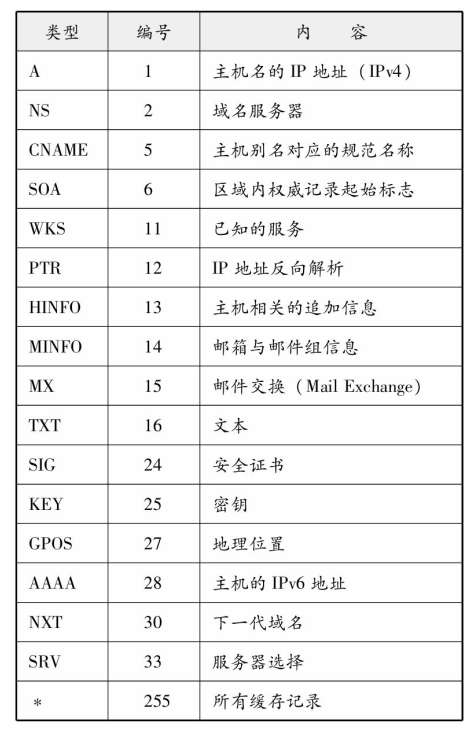 类型 编号 内 容
A 1 主机名的 IP 地址（IPv4）
NS 2 域名服务器
CNAME 5 主机别名对应的规范名称
SOA 6 区域内权威记录起始标志
WKS 11 已知的服务
PTR 12 IP 地址反向解析
HINFO 13 主机相关的追加信息
MINFO 14 邮箱与邮件组信息
MX 15 邮件交换（Mail Exchange）
TXT 16 文本
SIG 24 安全证书
KEY 25 密钥
GPOS 27 地理位置
AAAA 28 主机的 IPv6 地址
NXT 30 下一代域名
SRV 33 服务器选择
* 255 所有缓存记录